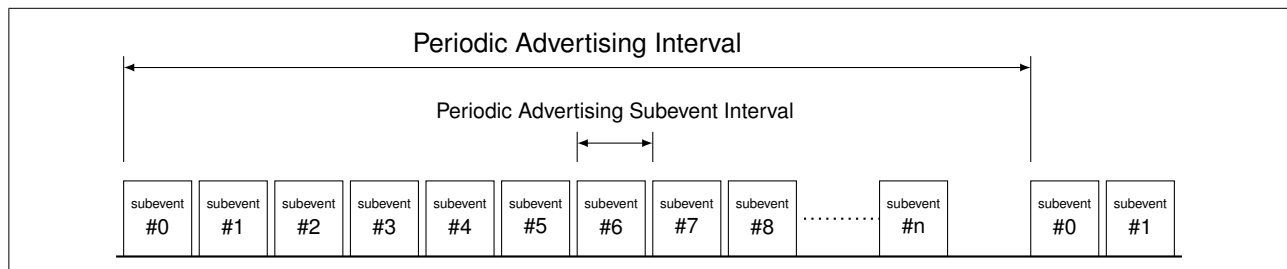 Periodic Advertising Interval
Periodic Advertising Subevent Interval
subevent subevent subevent subevent subevent subevent subevent subevent subevent subevent subevent subevent
#0 #1 #2 #3 #4 #5 #6 #7 #8 #n #0 #1